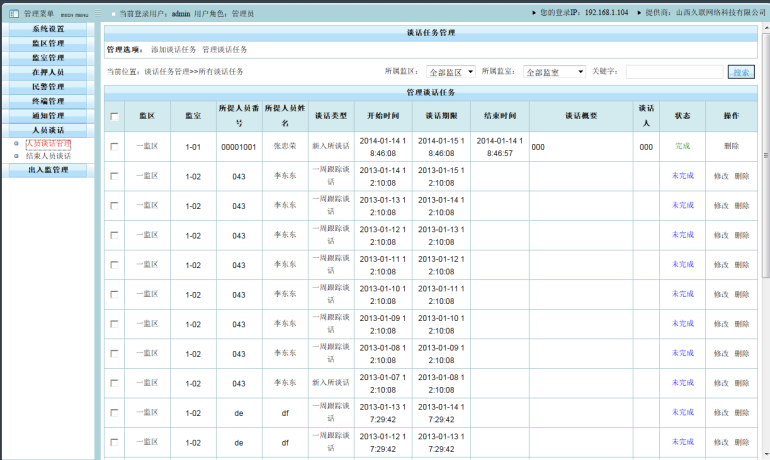 管理菜单 MAIN MENU
当前登录用户：admin 用户角色：管理员
您的登录IP：192.168.1.104 提供商：山西久联网络科技有限公司
系统设置
监区管理
监室管理
在押人员
民警管理
终端管理
通知管理
人员谈话
人员谈话管理
结束人员谈话
出入监管理
谈话任务管理
管理选项： 添加谈话任务 管理谈话任务
当前位置：谈话任务管理>>所有谈话任务 所属监区： 全部监区 所属监室： 全部监室 关键字： 搜索
管理谈话任务
监区 监室 所提人员番号 所提人员姓名 谈话类型 开始时间 谈话期限 结束时间 谈话概要 谈话人 状态 操作
一监区 1-01 00001001 张忠荣 新入所谈话 2014-01-14 18:46:08 2014-01-15 18:46:08 2014-01-14 18:46:57 000 000 完成 删除
一监区 1-02 043 李东东 一周跟踪谈话 2013-01-14 12:10:08 2013-01-15 12:10:08 未完成 修改 删除
一监区 1-02 043 李东东 一周跟踪谈话 2013-01-13 12:10:08 2013-01-14 12:10:08 未完成 修改 删除
一监区 1-02 043 李东东 一周跟踪谈话 2013-01-12 12:10:08 2013-01-13 12:10:08 未完成 修改 删除
一监区 1-02 043 李东东 一周跟踪谈话 2013-01-11 12:10:08 2013-01-12 12:10:08 未完成 修改 删除
一监区 1-02 043 李东东 一周跟踪谈话 2013-01-10 12:10:08 2013-01-11 12:10:08 未完成 修改 删除
一监区 1-02 043 李东东 一周跟踪谈话 2013-01-09 12:10:08 2013-01-10 12:10:08 未完成 修改 删除
一监区 1-02 043 李东东 一周跟踪谈话 2013-01-08 12:10:08 2013-01-09 12:10:08 未完成 修改 删除
一监区 1-02 043 李东东 新入所谈话 2013-01-07 12:10:08 2013-01-08 12:10:08 未完成 修改 删除
一监区 1-02 de df 一周跟踪谈话 2013-01-13 17:29:42 2013-01-14 17:29:42 未完成 修改 删除
一监区 1-02 de df 一周跟踪谈话 2013-01-12 17:29:42 2013-01-13 17:29:42 未完成 修改 删除